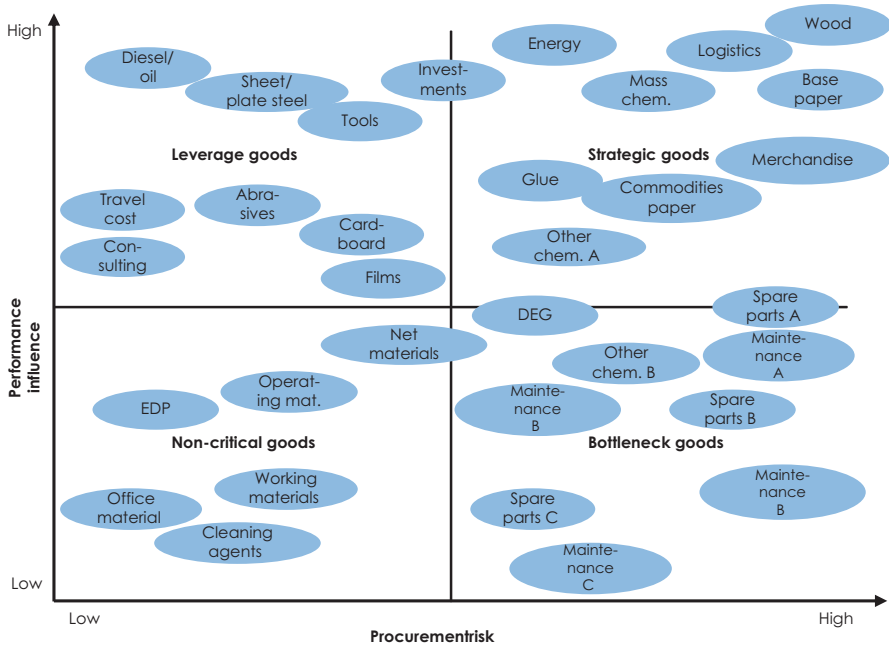 High
Diesel/
oil
Sheet/
plate steel
Tools
Invest-
ments
Energy
Mass
chem.
Logistics
Wood
Base
paper
Leverage goods
Strategic goods
Merchandise
Glue
Commodities
paper
Travel
cost
Abra-
sives
Card-
board
Other
chem. A
Con-
sulting
Films
DEG
Spare
parts A
Performance
influence
Net
materials
Other
chem. B
Mainte-
nance
A
EDP
Operat-
ing mat.
Mainte-
nance
B
Spare
parts B
Non-critical goods
Bottleneck goods
Office
material
Working
materials
Cleaning
agents
Spare
parts C
Mainte-
nance
B
Mainte-
nance
C
Low
Low
High
Procurementrisk